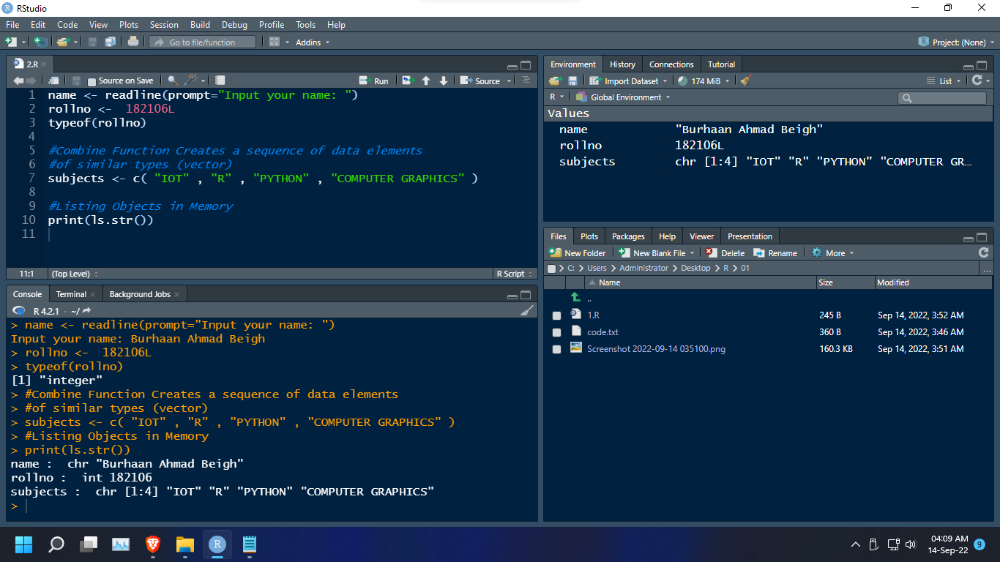 RStudio
File Edit Code View Plots Session Build Debug Profile Tools Help
Go to file/function Addins Project: (None)
2.R
Source on Save Run Source
1 name <- readline(prompt="Input your name: ")
2 rollno <-  182106L
3 typeof(rollno)
4
5 #Combine Function Creates a sequence of data elements
6 #of similar types (vector)
7 subjects <- c( "IOT" , "R" , "PYTHON" , "COMPUTER GRAPHICS" )
8
9 #Listing Objects in Memory
10 print(ls.str())
11
11:1 (Top Level) R Script
Console Terminal Background Jobs
R 4.2.1 · ~/
> name <- readline(prompt="Input your name: ")
Input your name: Burhaan Ahmad Beigh
> rollno <-  182106L
> typeof(rollno)
[1] "integer"
> #Combine Function Creates a sequence of data elements
> #of similar types (vector)
> subjects <- c( "IOT" , "R" , "PYTHON" , "COMPUTER GRAPHICS" )
> #Listing Objects in Memory
> print(ls.str())
name :  chr "Burhaan Ahmad Beigh"
rollno :  int 182106
subjects :  chr [1:4] "IOT" "R" "PYTHON" "COMPUTER GRAPHICS"
>
Environment History Connections Tutorial
Import Dataset 174 MiB List
R Global Environment
Values
name "Burhaan Ahmad Beigh"
rollno 182106L
subjects chr [1:4] "IOT" "R" "PYTHON" "COMPUTER GR…
Files Plots Packages Help Viewer Presentation
New Folder New Blank File Delete Rename More
C: > Users > Administrator > Desktop > R > 01 ...
Name Size Modified
..
1.R 245 B Sep 14, 2022, 3:52 AM
code.txt 360 B Sep 14, 2022, 3:46 AM
Screenshot 2022-09-14 035100.png 160.3 KB Sep 14, 2022, 3:51 AM
R
04:09 AM
14-Sep-22 9